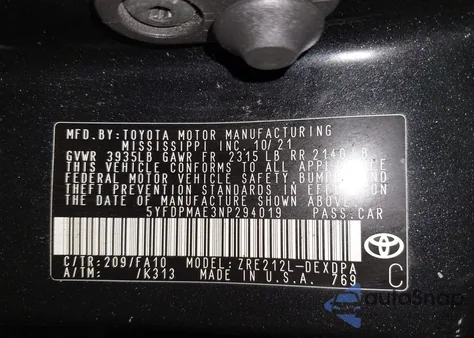 MFD.BY:TOYOTA MOTOR MANUFACTURING
MISSISSIPPI INC. 10/21
GVWR 3935LB GAWR FR 2315 LB RR 2140 LB
THIS VEHICLE CONFORMS TO ALL APPLICABLE
FEDERAL MOTOR VEHICLE SAFETY, BUMPER AND
THEFT PREVENTION STANDARDS IN EFFECT ON
THE DATE OF MANUFACTURE SHOWN ABOVE.
5YFDPMAE3NP294019 PASS.CAR
C/TR:209/FA10 MODEL:ZRE212L-DEXDPA
A/TM: /K313 MADE IN U.S.A. 769
TOYOTA
C
autoSnap